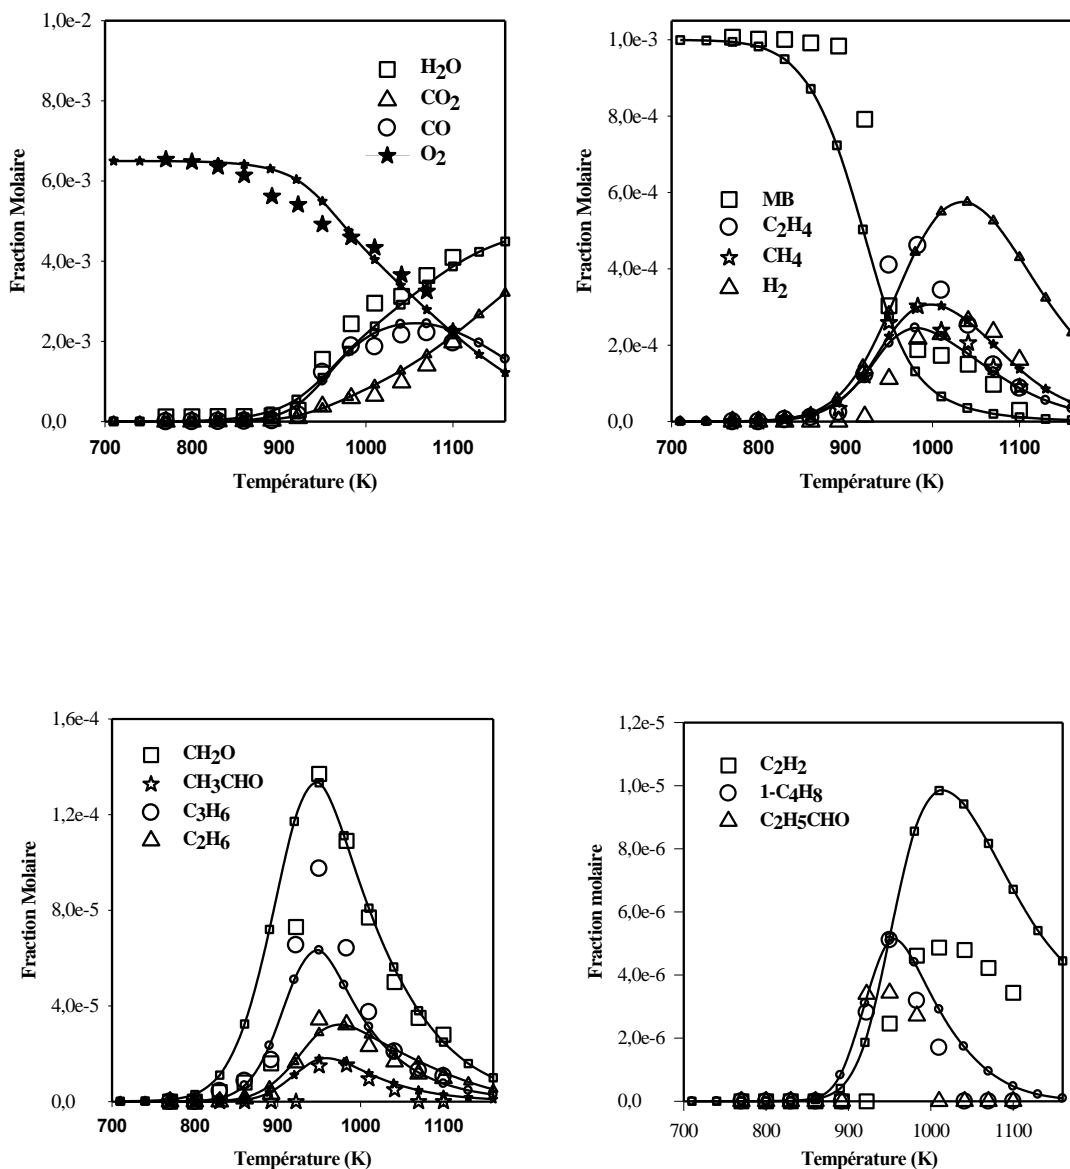 1,0e-2
8,0e-3
6,0e-3
4,0e-3
2,0e-3
0,0
Fraction Molaire
H2O
CO2
CO
O2
700 800 900 1000 1100
Température (K)
1,0e-3
8,0e-4
6,0e-4
4,0e-4
2,0e-4
0,0
Fraction Molaire
MB
C2H4
CH4
H2
700 800 900 1000 1100
Température (K)
1,6e-4
1,2e-4
8,0e-5
4,0e-5
0,0
Fraction Molaire
CH2O
CH3CHO
C3H6
C2H6
700 800 900 1000 1100
Température (K)
1,2e-5
1,0e-5
8,0e-6
6,0e-6
4,0e-6
2,0e-6
0,0
Fraction molaire
C2H2
1-C4H8
C2H5CHO
700 800 900 1000 1100
Température (K)